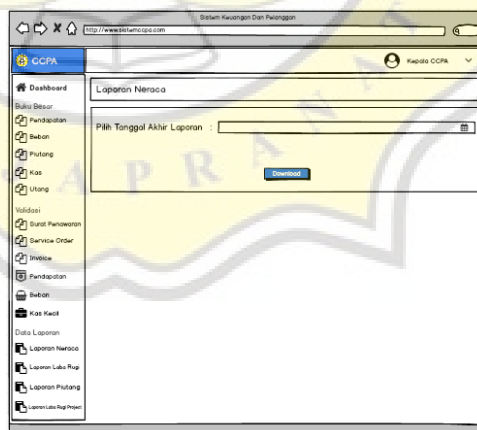 Sistem Keuangan Dan Pelanggan
http://www.sistemccpa.com
CCPA
Kepala CCPA
Dashboard
Laporan Neraca
Buku Besar
Pendapatan
Pilih Tanggal Akhir Laporan :
Beban
Piutang
Kas
Download
Utang
Validasi
Surat Penawaran
Service Order
Invoice
Pendapatan
Beban
Kas Kecil
Data Laporan
Laporan Neraca
Laporan Laba Rugi
Laporan Piutang
Laporan Laba Rugi Project
APRANAT